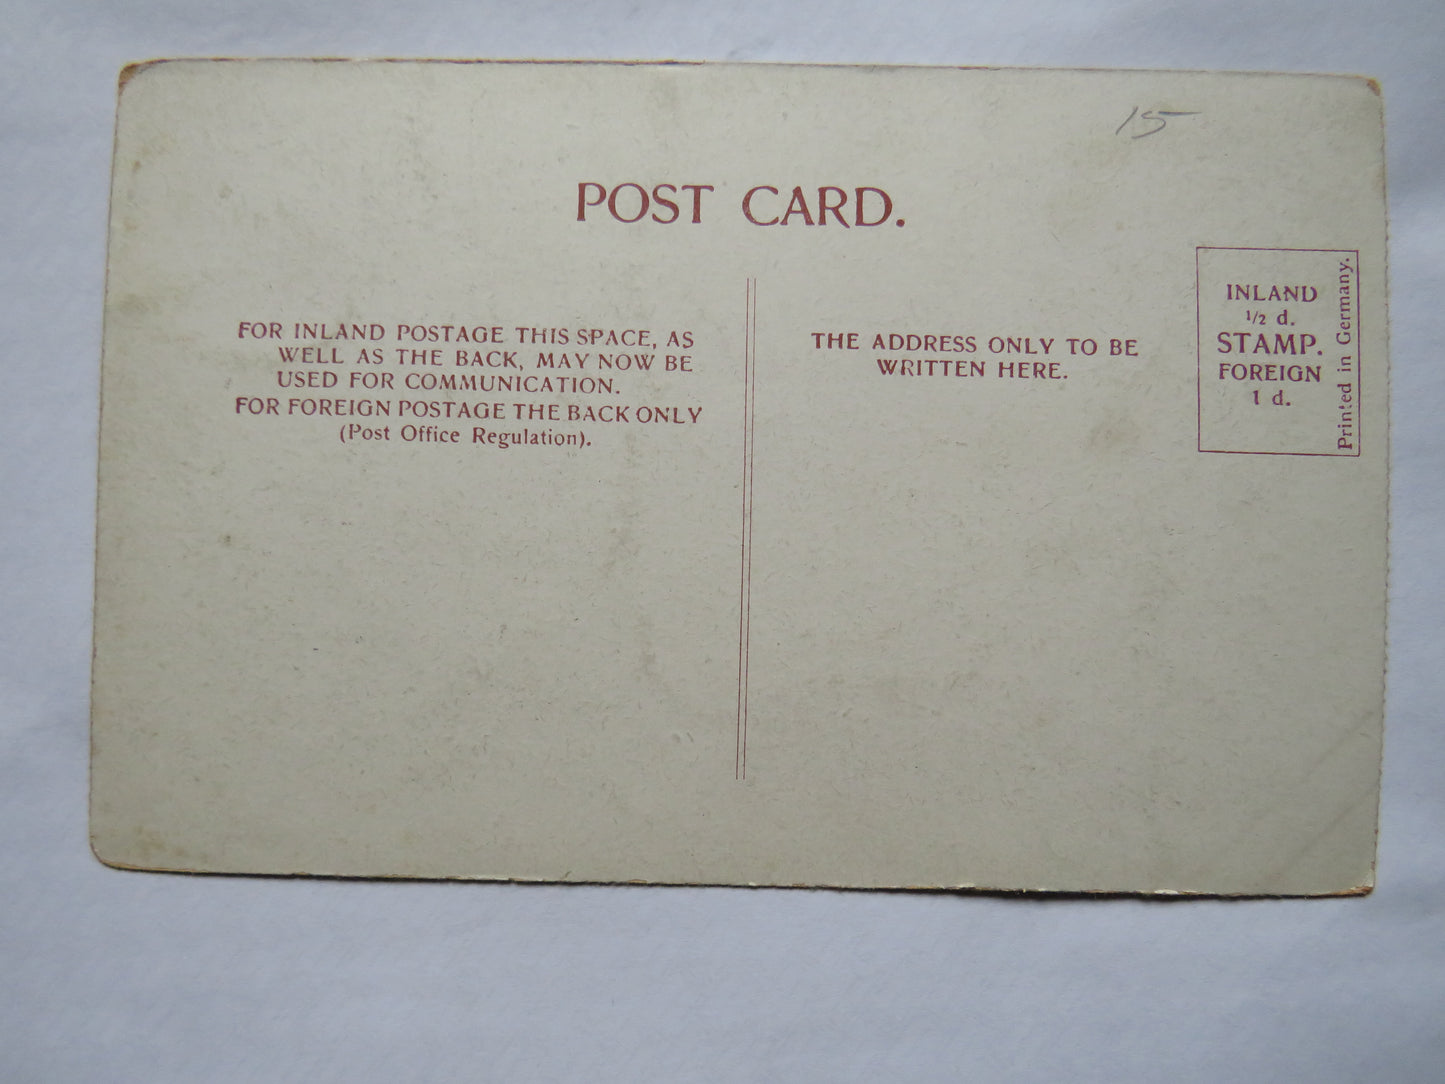 15
POST CARD.
FOR INLAND POSTAGE THIS SPACE, AS
WELL AS THE BACK, MAY NOW BE
USED FOR COMMUNICATION.
FOR FOREIGN POSTAGE THE BACK ONLY
(Post Office Regulation).
THE ADDRESS ONLY TO BE
WRITTEN HERE.
INLAND
1/2 d.
STAMP.
FOREIGN
1 d.
Printed in Germany.